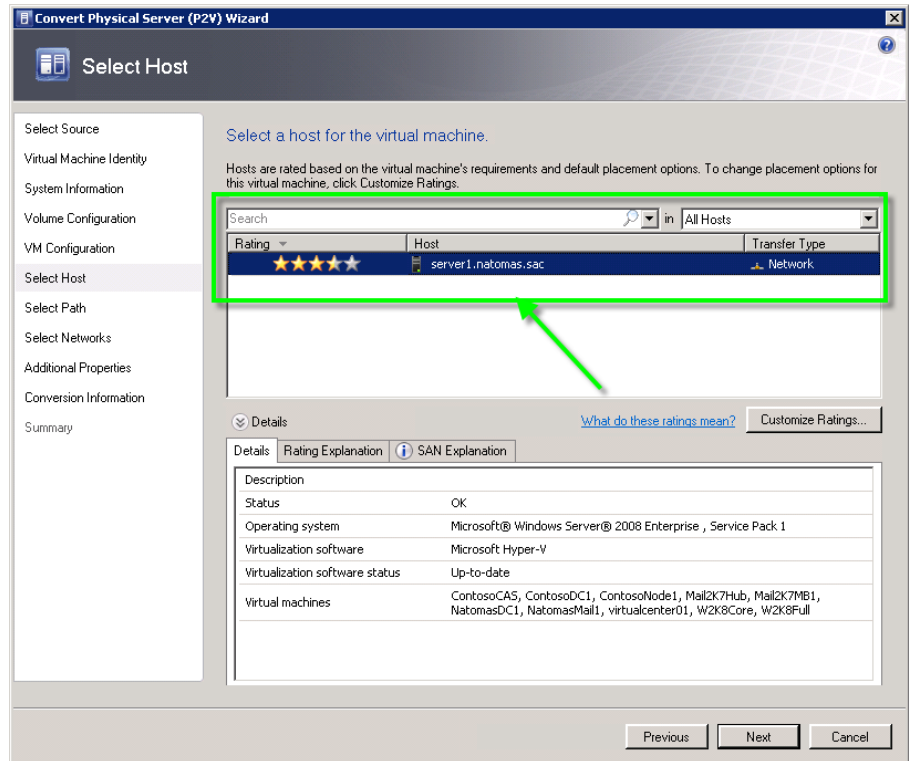 Convert Physical Server (P2V) Wizard
Select Host
Select Source
Virtual Machine Identity
System Information
Volume Configuration
VM Configuration
Select Host
Select Path
Select Networks
Additional Properties
Conversion Information
Summary
Select a host for the virtual machine.
Hosts are rated based on the virtual machine's requirements and default placement options. To change placement options for
this virtual machine, click Customize Ratings.
Search in All Hosts
Rating Host Transfer Type
server1.natomas.sac Network
Details What do these ratings mean? Customize Ratings...
Details Rating Explanation SAN Explanation
Description
Status OK
Operating system Microsoft® Windows Server® 2008 Enterprise , Service Pack 1
Virtualization software Microsoft Hyper-V
Virtualization software status Up-to-date
Virtual machines ContosoCAS, ContosoDC1, ContosoNode1, Mail2K7Hub, Mail2K7MB1,
NatomasDC1, NatomasMail1, virtualcenter01, W2K8Core, W2K8Full
Previous Next Cancel